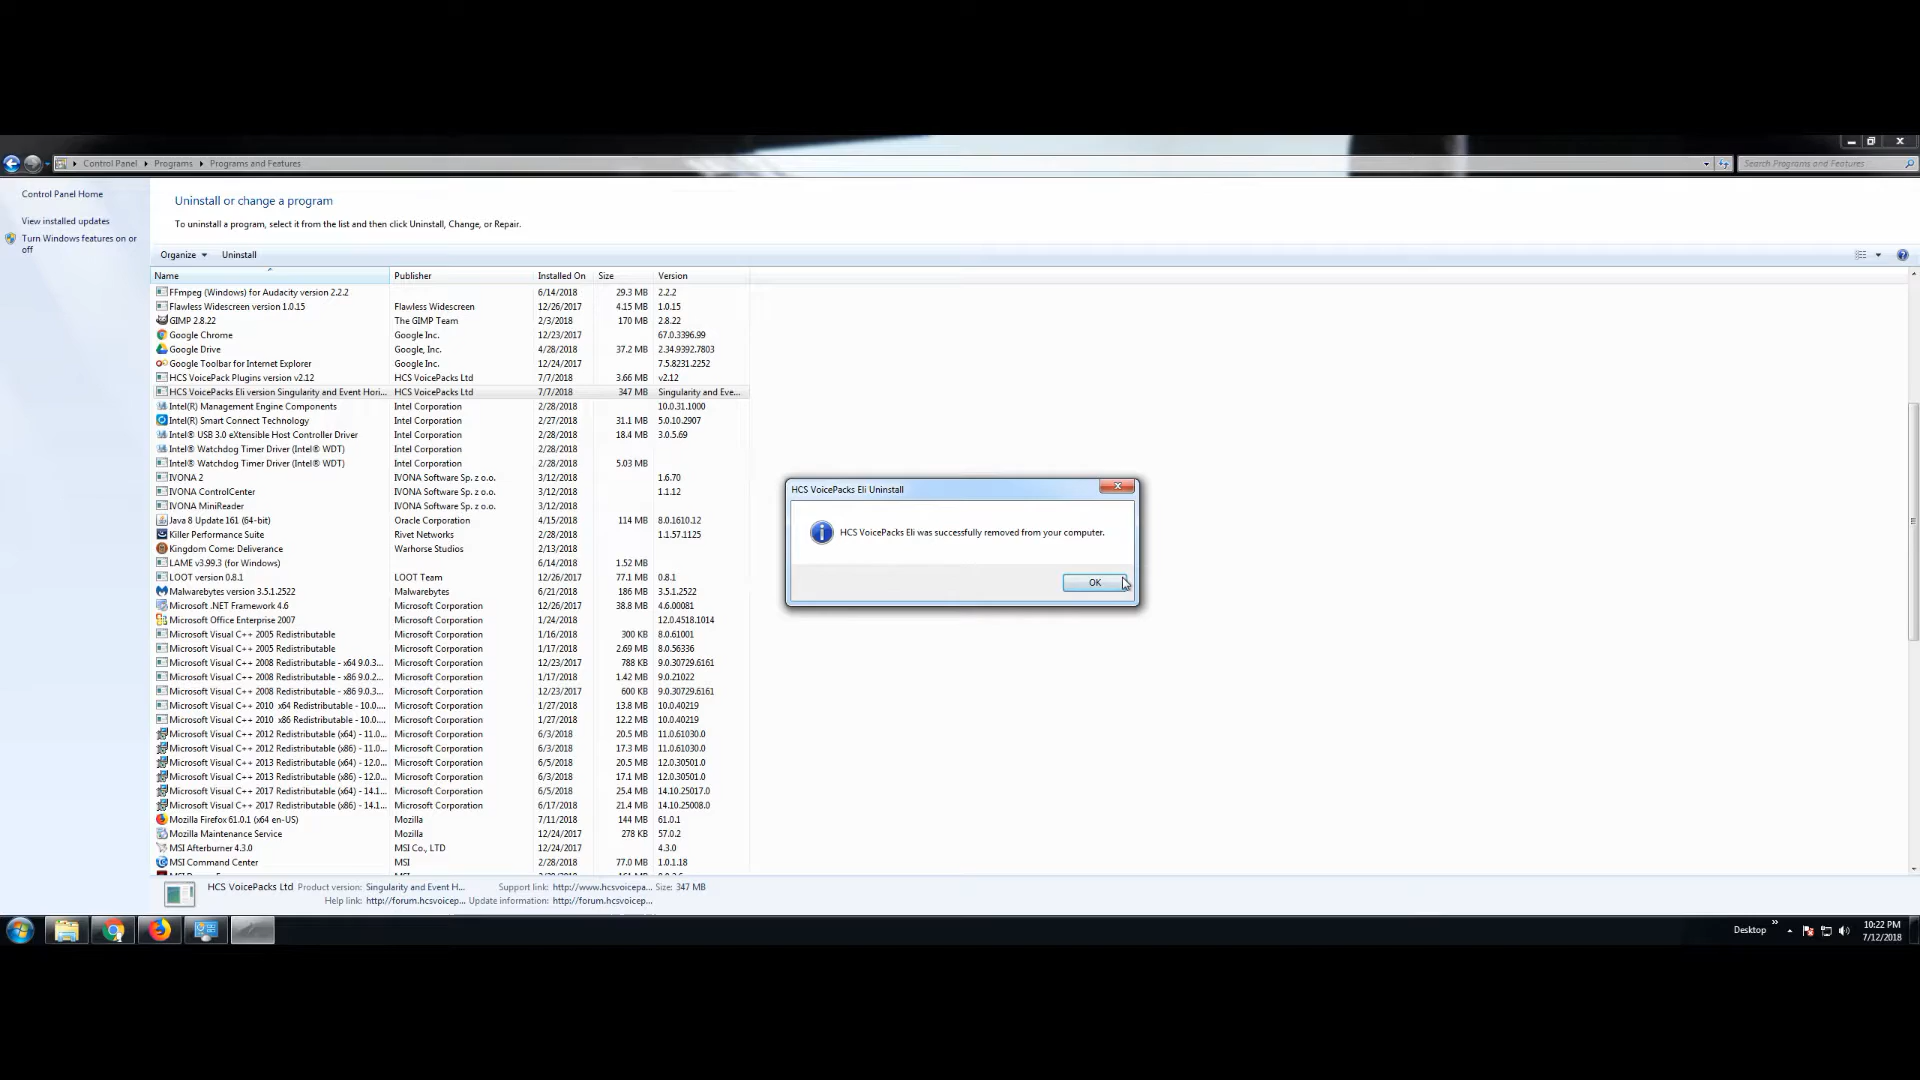 Control Panel Programs Programs and Features
Search Programs and Features
Control Panel Home
View installed updates
Turn Windows features on or
off
Uninstall or change a program
To uninstall a program, select it from the list and then click Uninstall, Change, or Repair.
Organize Uninstall
Name Publisher Installed On Size Version
FFmpeg (Windows) for Audacity version 2.2.2 6/14/2018 29.3 MB 2.2.2
Flawless Widescreen version 1.0.15 Flawless Widescreen 12/26/2017 4.15 MB 1.0.15
GIMP 2.8.22 The GIMP Team 2/3/2018 170 MB 2.8.22
Google Chrome Google Inc. 12/23/2017 67.0.3396.99
Google Drive Google, Inc. 4/28/2018 37.2 MB 2.34.9392.7803
Google Toolbar for Internet Explorer Google Inc. 12/24/2017 7.5.8231.2252
HCS VoicePack Plugins version v2.12 HCS VoicePacks Ltd 7/7/2018 3.66 MB v2.12
HCS VoicePacks Eli version Singularity and Event Hori... HCS VoicePacks Ltd 7/7/2018 347 MB Singularity and Eve...
Intel(R) Management Engine Components Intel Corporation 2/28/2018 10.0.31.1000
Intel(R) Smart Connect Technology Intel Corporation 2/27/2018 31.1 MB 5.0.10.2907
Intel® USB 3.0 eXtensible Host Controller Driver Intel Corporation 2/28/2018 18.4 MB 3.0.5.69
Intel® Watchdog Timer Driver (Intel® WDT) Intel Corporation 2/28/2018
Intel® Watchdog Timer Driver (Intel® WDT) Intel Corporation 2/28/2018 5.03 MB
IVONA 2 IVONA Software Sp. z o.o. 3/12/2018 1.6.70
IVONA ControlCenter IVONA Software Sp. z o.o. 3/12/2018 1.1.12
IVONA MiniReader IVONA Software Sp. z o.o. 3/12/2018
Java 8 Update 161 (64-bit) Oracle Corporation 4/15/2018 114 MB 8.0.1610.12
Killer Performance Suite Rivet Networks 2/28/2018 1.1.57.1125
Kingdom Come: Deliverance Warhorse Studios 2/13/2018
LAME v3.99.3 (for Windows) 6/14/2018 1.52 MB
LOOT version 0.8.1 LOOT Team 12/26/2017 77.1 MB 0.8.1
Malwarebytes version 3.5.1.2522 Malwarebytes 6/21/2018 186 MB 3.5.1.2522
Microsoft .NET Framework 4.6 Microsoft Corporation 12/26/2017 38.8 MB 4.6.00081
Microsoft Office Enterprise 2007 Microsoft Corporation 1/24/2018 12.0.4518.1014
Microsoft Visual C++ 2005 Redistributable Microsoft Corporation 1/16/2018 300 KB 8.0.61001
Microsoft Visual C++ 2005 Redistributable Microsoft Corporation 1/17/2018 2.69 MB 8.0.56336
Microsoft Visual C++ 2008 Redistributable - x64 9.0.3... Microsoft Corporation 12/23/2017 788 KB 9.0.30729.6161
Microsoft Visual C++ 2008 Redistributable - x86 9.0.2... Microsoft Corporation 1/17/2018 1.42 MB 9.0.21022
Microsoft Visual C++ 2008 Redistributable - x86 9.0.3... Microsoft Corporation 12/23/2017 600 KB 9.0.30729.6161
Microsoft Visual C++ 2010 x64 Redistributable - 10.0.... Microsoft Corporation 1/27/2018 13.8 MB 10.0.40219
Microsoft Visual C++ 2010 x86 Redistributable - 10.0.... Microsoft Corporation 1/27/2018 12.2 MB 10.0.40219
Microsoft Visual C++ 2012 Redistributable (x64) - 11.0... Microsoft Corporation 6/3/2018 20.5 MB 11.0.61030.0
Microsoft Visual C++ 2012 Redistributable (x86) - 11.0... Microsoft Corporation 6/3/2018 17.3 MB 11.0.61030.0
Microsoft Visual C++ 2013 Redistributable (x64) - 12.0... Microsoft Corporation 6/5/2018 20.5 MB 12.0.30501.0
Microsoft Visual C++ 2013 Redistributable (x86) - 12.0... Microsoft Corporation 6/3/2018 17.1 MB 12.0.30501.0
Microsoft Visual C++ 2017 Redistributable (x64) - 14.1... Microsoft Corporation 6/5/2018 25.4 MB 14.10.25017.0
Microsoft Visual C++ 2017 Redistributable (x86) - 14.1... Microsoft Corporation 6/17/2018 21.4 MB 14.10.25008.0
Mozilla Firefox 61.0.1 (x64 en-US) Mozilla 7/11/2018 144 MB 61.0.1
Mozilla Maintenance Service Mozilla 12/24/2017 278 KB 57.0.2
MSI Afterburner 4.3.0 MSI Co., LTD 12/24/2017 4.3.0
MSI Command Center MSI 2/28/2018 77.0 MB 1.0.1.18
HCS VoicePacks Eli Uninstall
HCS VoicePacks Eli was successfully removed from your computer.
OK
HCS VoicePacks Ltd Product version: Singularity and Event H... Support link: http://www.hcsvoicepa... Size: 347 MB
Help link: http://forum.hcsvoicep... Update information: http://forum.hcsvoicep...
Desktop
10:22 PM
7/12/2018